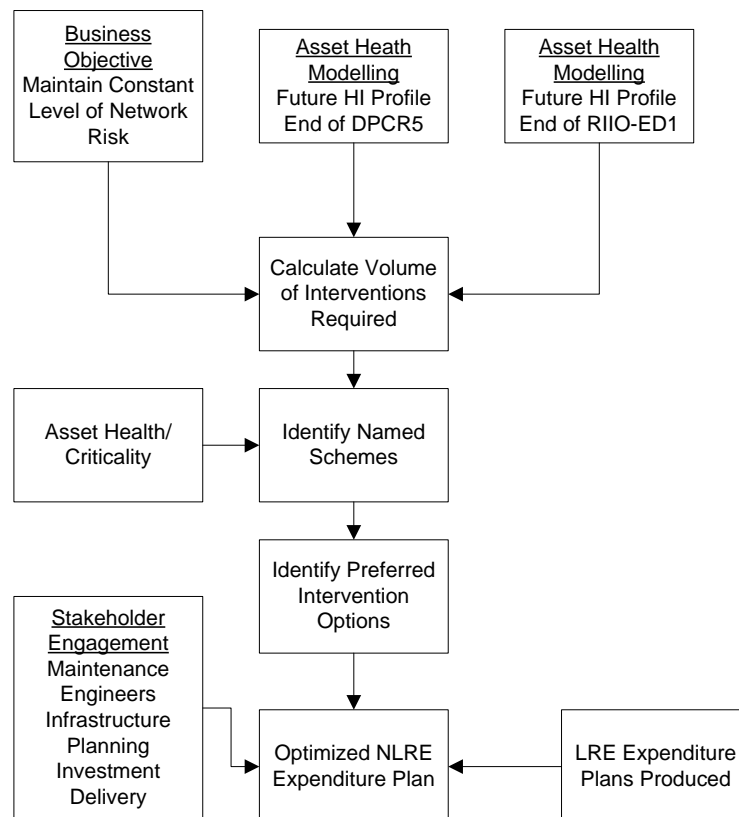 Business
Objective
Maintain Constant
Level of Network
Risk
Asset Heath
Modelling
Future HI Profile
End of DPCR5
Asset Health
Modelling
Future HI Profile
End of RIIO-ED1
Calculate Volume
of Interventions
Required
Asset Health/
Criticality
Identify Named
Schemes
Identify Preferred
Intervention
Options
Stakeholder
Engagement
Maintenance
Engineers
Infrastructure
Planning
Investment
Delivery
Optimized NLRE
Expenditure Plan
LRE Expenditure
Plans Produced